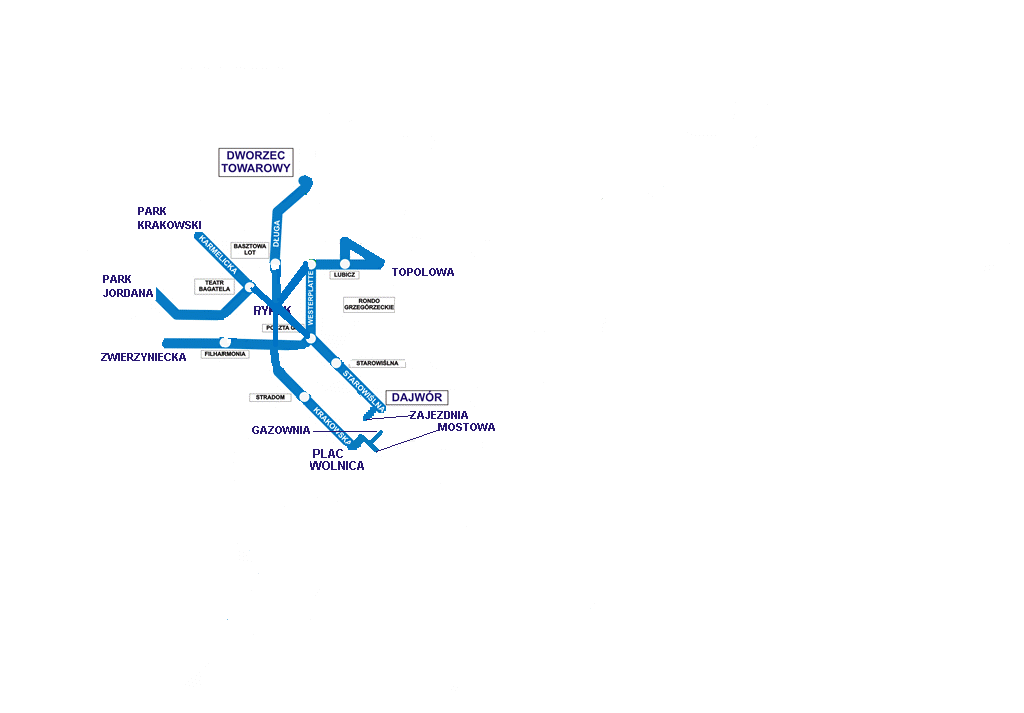 DWORZEC
TOWAROWY
PARK
KRAKOWSKI
DŁUGA
KARMELICKA
BASZTOWA
LOT
LUBICZ
TOPOLOWA
PARK
JORDANA
TEATR
BAGATELA
WESTERPLATTE
RONDO
GRZEGÓRZECKIE
RYNEK
POCZTA G
ZWIERZYNIECKA
FILHARMONIA
STAROWIŚLNA
STAROWIŚLNA
DAJWÓR
STRADOM
KRAKOWSKA
ZAJEZDNIA
GAZOWNIA
MOSTOWA
PLAC
WOLNICA